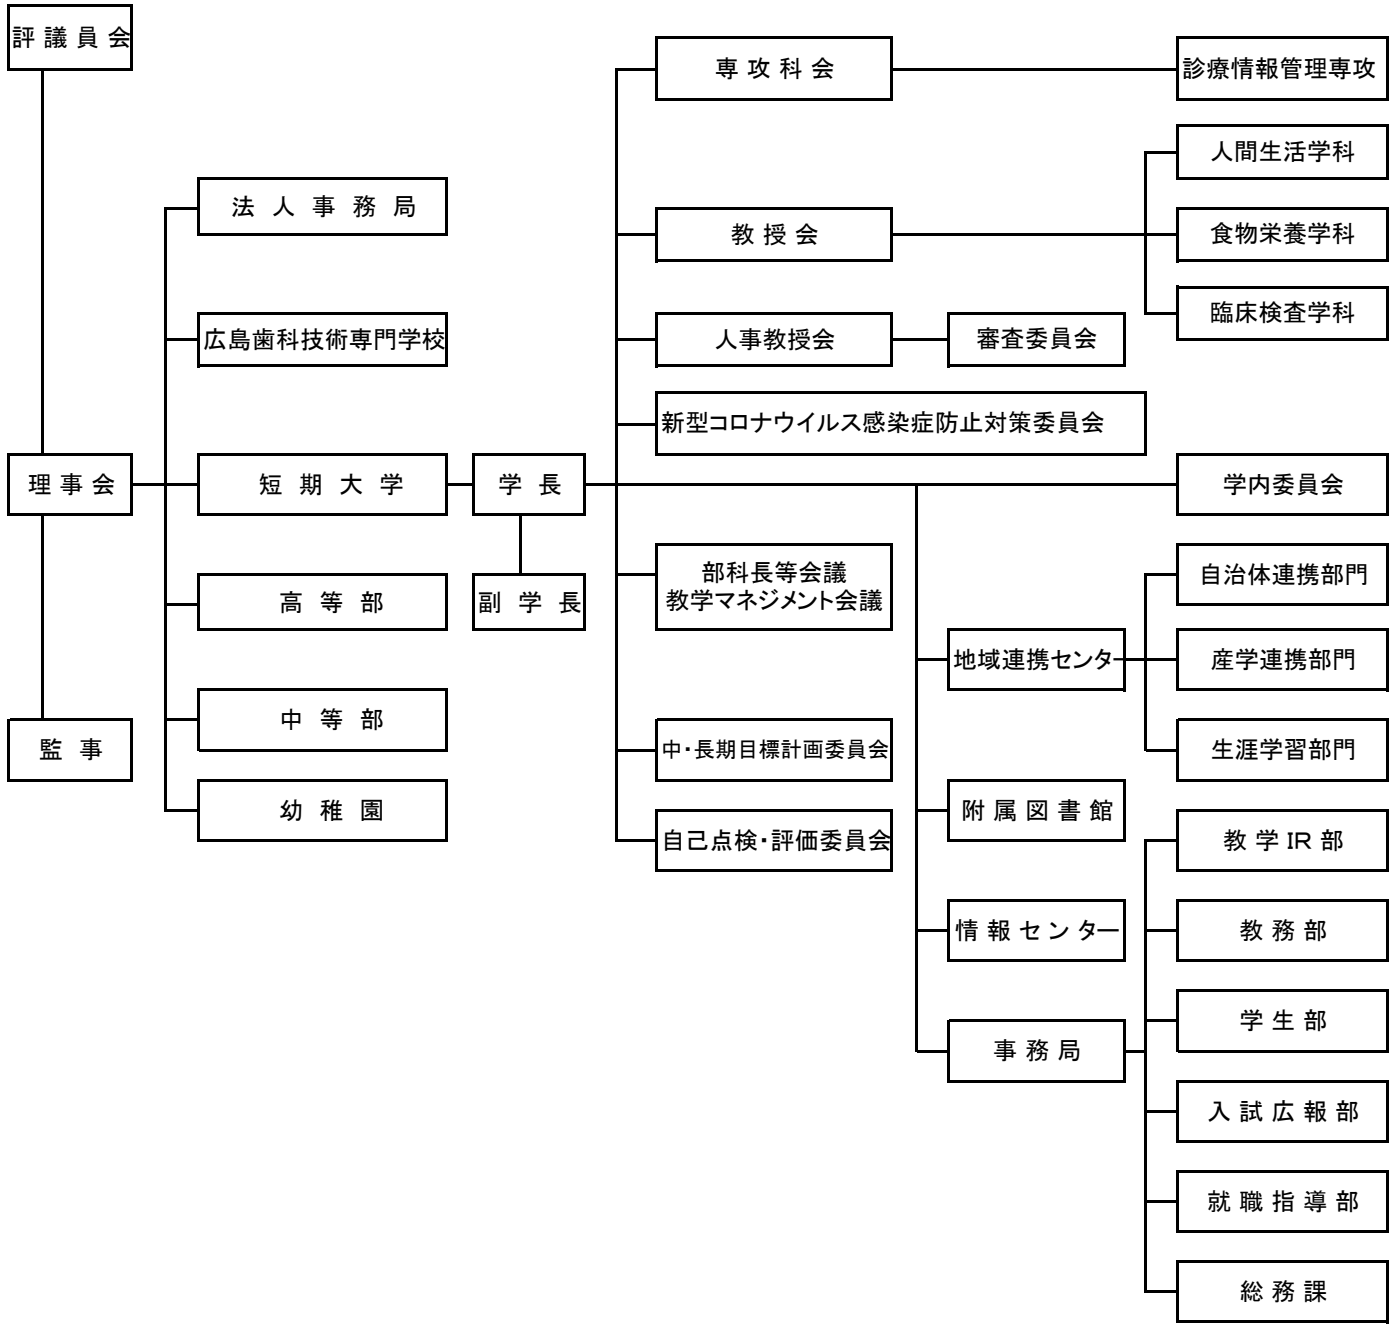 評議員会
専攻科会
診療情報管理専攻
人間生活学科
法人事務局
教授会
食物栄養学科
臨床検査学科
広島歯科技術専門学校
人事教授会
審査委員会
新型コロナウイルス感染症防止対策委員会
理事会
短期大学
学長
学内委員会
部科長等会議
教学マネジメント会議
自治体連携部門
高等部
副学長
地域連携センター
産学連携部門
中等部
監事
中・長期目標計画委員会
生涯学習部門
幼稚園
附属図書館
自己点検・評価委員会
教学IR部
情報センター
教務部
学生部
事務局
入試広報部
就職指導部
総務課